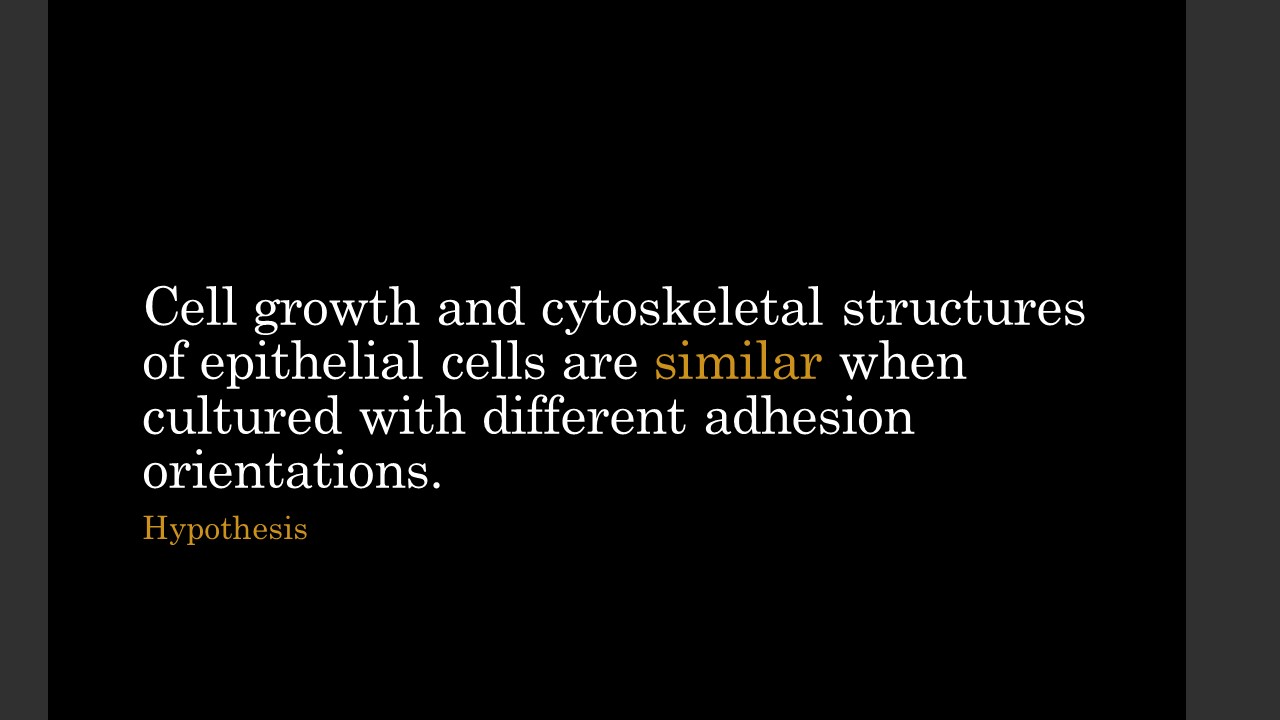 Cell growth and cytoskeletal structures
of epithelial cells are similar when
cultured with different adhesion
orientations.
Hypothesis